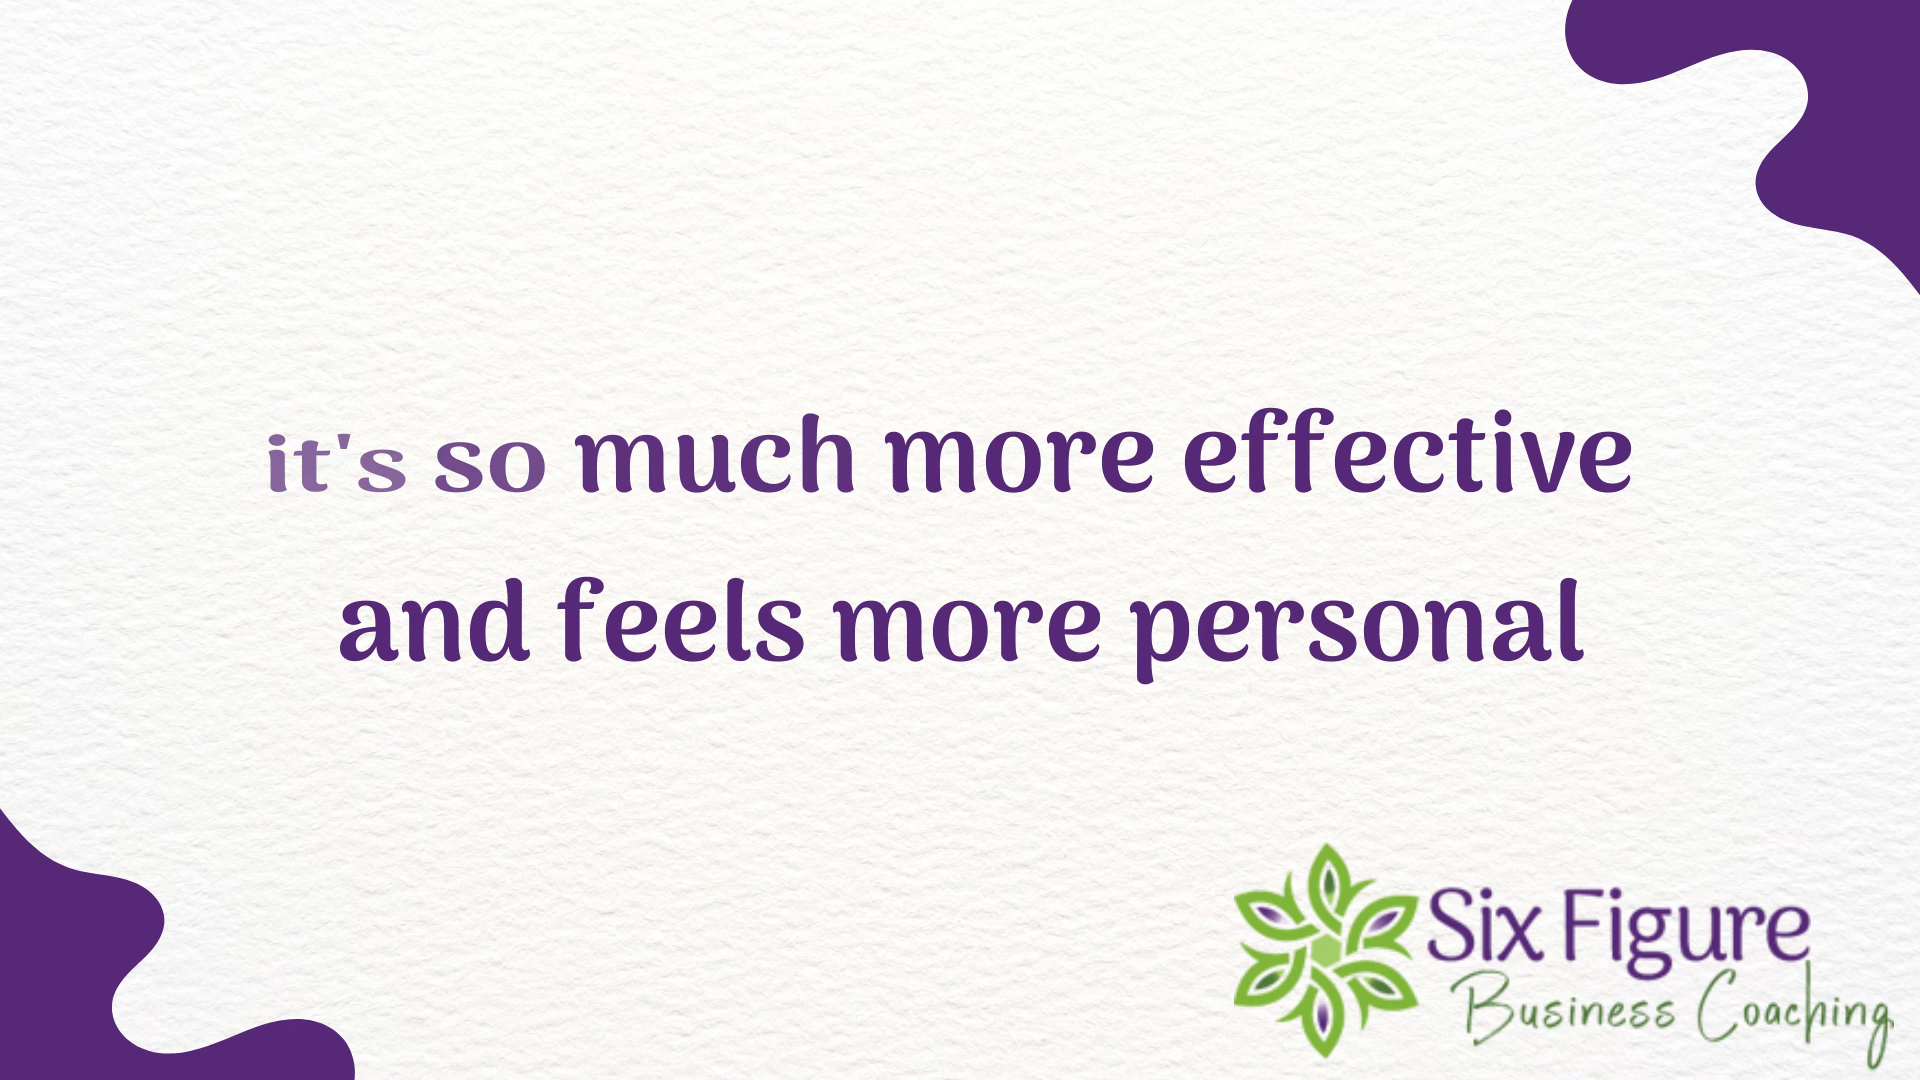 it's so much more effective
and feels more personal
Six Figure
Business Coaching